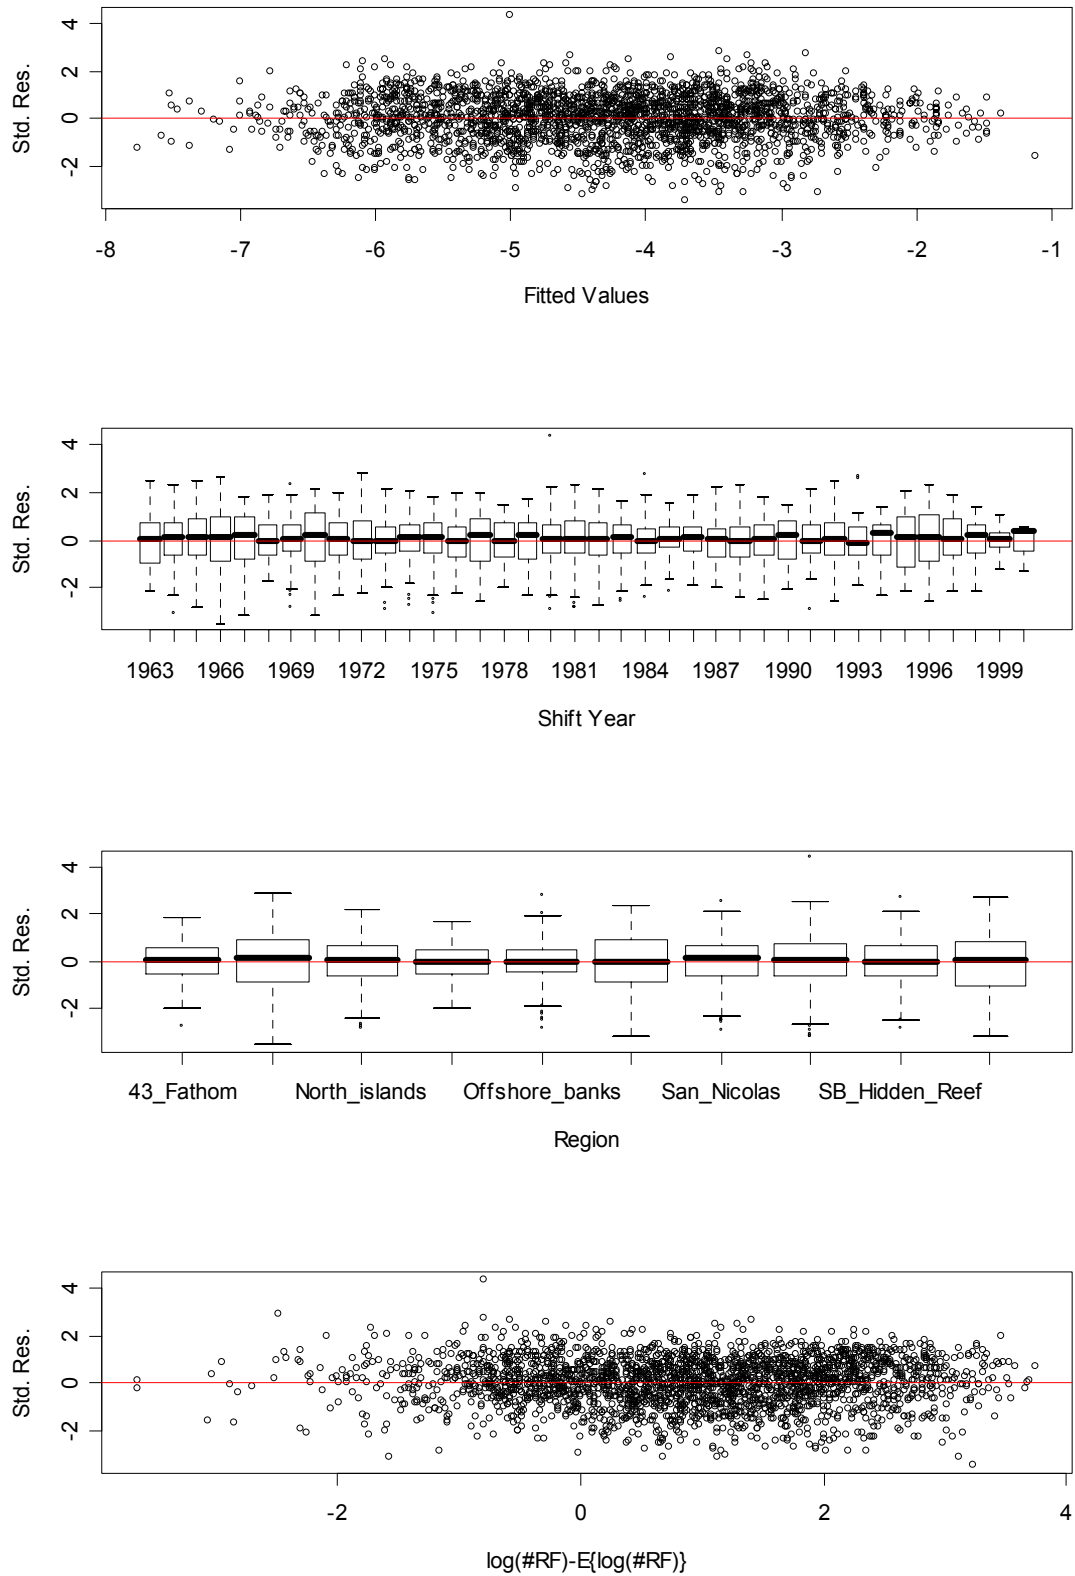 4
2
0
-2
Std. Res.
-8 -7 -6 -5 -4 -3 -2 -1
Fitted Values
4
2
0
-2
Std. Res.
1963 1966 1969 1972 1975 1978 1981 1984 1987 1990 1993 1996 1999
Shift Year
4
2
0
-2
Std. Res.
43_Fathom North_islands Offshore_banks San_Nicolas SB_Hidden_Reef
Region
4
2
0
-2
Std. Res.
-2 0 2 4
log(#RF)-E{log(#RF)}